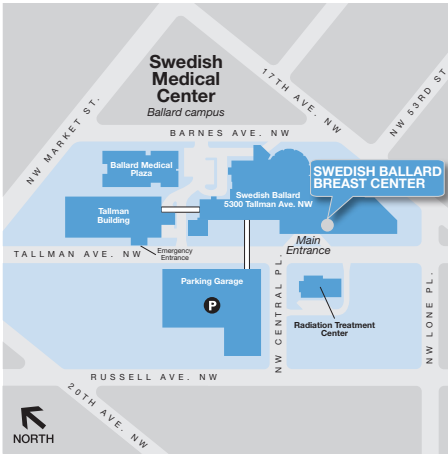 Swedish
Medical
Center
Ballard campus
17TH AVE. NW
NW 53RD ST.
NW MARKET ST.
BARNES AVE. NW
Ballard Medical
Plaza
SWEDISH BALLARD
BREAST CENTER
Swedish Ballard
5300 Tallman Ave. NW
Tallman
Building
Main
Entrance
Emergency
Entrance
TALLMAN AVE. NW
Parking Garage
P
NW CENTRAL PL.
NW LONE PL.
Radiation Treatment
Center
RUSSELL AVE. NW
20TH AVE. NW
NORTH